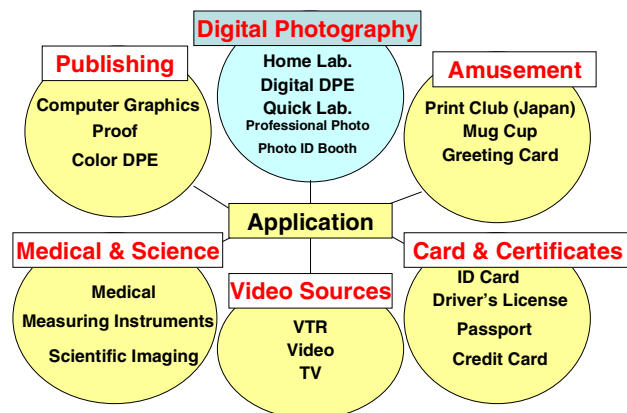 Digital Photography
Home Lab.
Digital DPE
Quick Lab.
Professional Photo
Photo ID Booth
Publishing
Computer Graphics
Proof
Color DPE
Amusement
Print Club (Japan)
Mug Cup
Greeting Card
Application
Medical & Science
Medical
Measuring Instruments
Scientific Imaging
Video Sources
VTR
Video
TV
Card & Certificates
ID Card
Driver's License
Passport
Credit Card